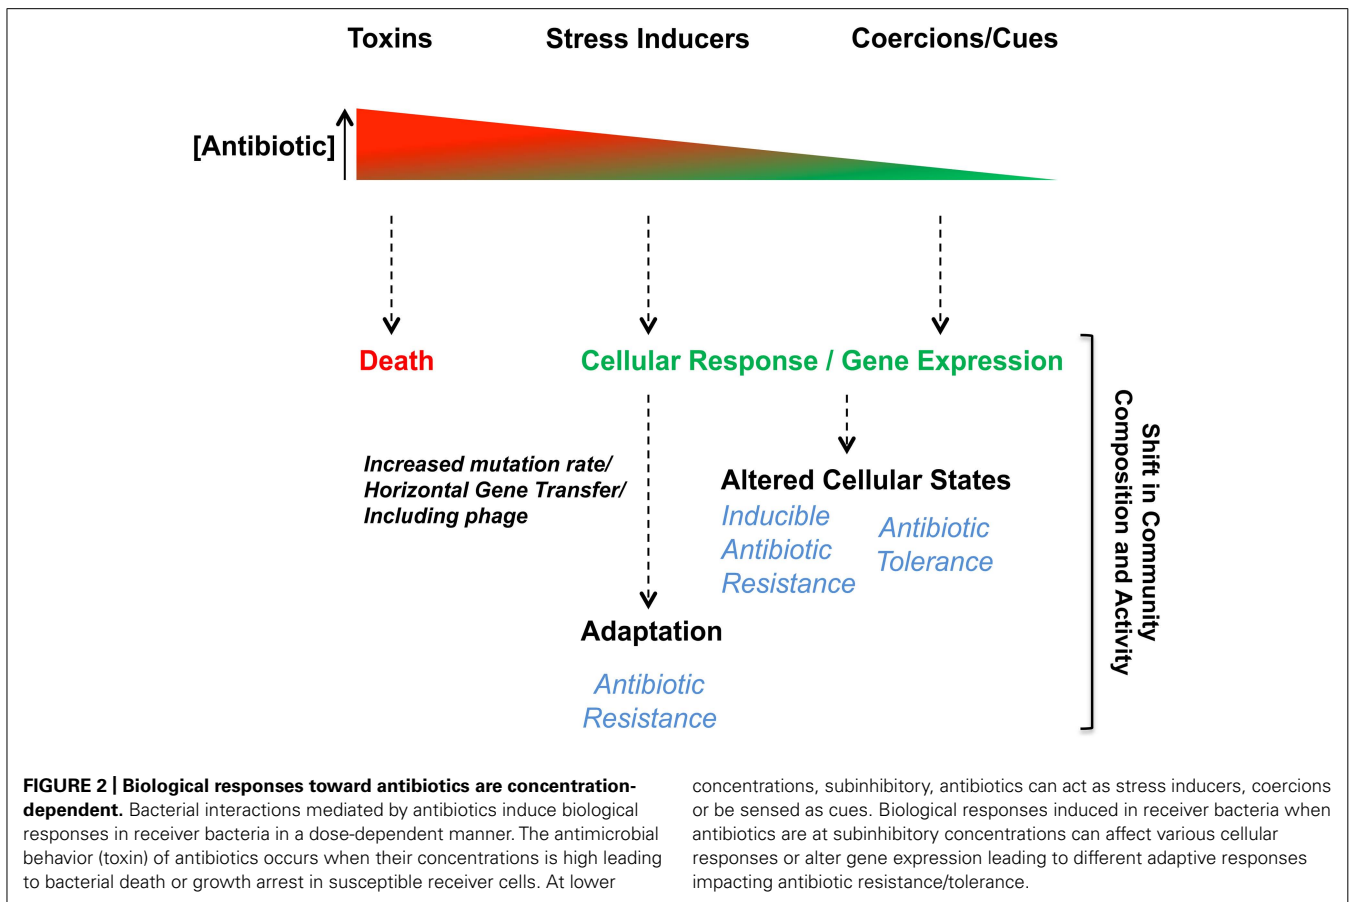 Toxins
Stress Inducers
Coercions/Cues
[Antibiotic]
Death
Cellular Response / Gene Expression
Increased mutation rate/
Horizontal Gene Transfer/
Including phage
Altered Cellular States
Inducible
Antibiotic
Resistance
Antibiotic
Tolerance
Adaptation
Antibiotic
Resistance
Shift in Community
Composition and Activity
FIGURE 2 | Biological responses toward antibiotics are concentration-
dependent. Bacterial interactions mediated by antibiotics induce biological
responses in receiver bacteria in a dose-dependent manner. The antimicrobial
behavior (toxin) of antibiotics occurs when their concentrations is high leading
to bacterial death or growth arrest in susceptible receiver cells. At lower
concentrations, subinhibitory, antibiotics can act as stress inducers, coercions
or be sensed as cues. Biological responses induced in receiver bacteria when
antibiotics are at subinhibitory concentrations can affect various cellular
responses or alter gene expression leading to different adaptive responses
impacting antibiotic resistance/tolerance.